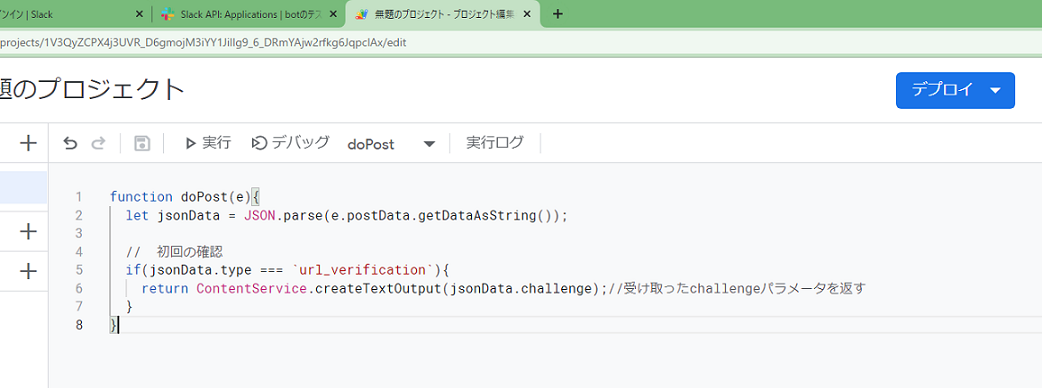 イン | Slack
Slack API: Applications | botのテス
無題のプロジェクト - プロジェクト編集
題のプロジェクト
デプロイ
実行 デバッグ doPost 実行ログ
1 function doPost(e){
2 let jsonData = JSON.parse(e.postData.getDataAsString());
3
4 // 初回の確認
5 if(jsonData.type === `url_verification`){
6 return ContentService.createTextOutput(jsonData.challenge);//受け取ったchallengeパラメータを返す
7 }
8 }